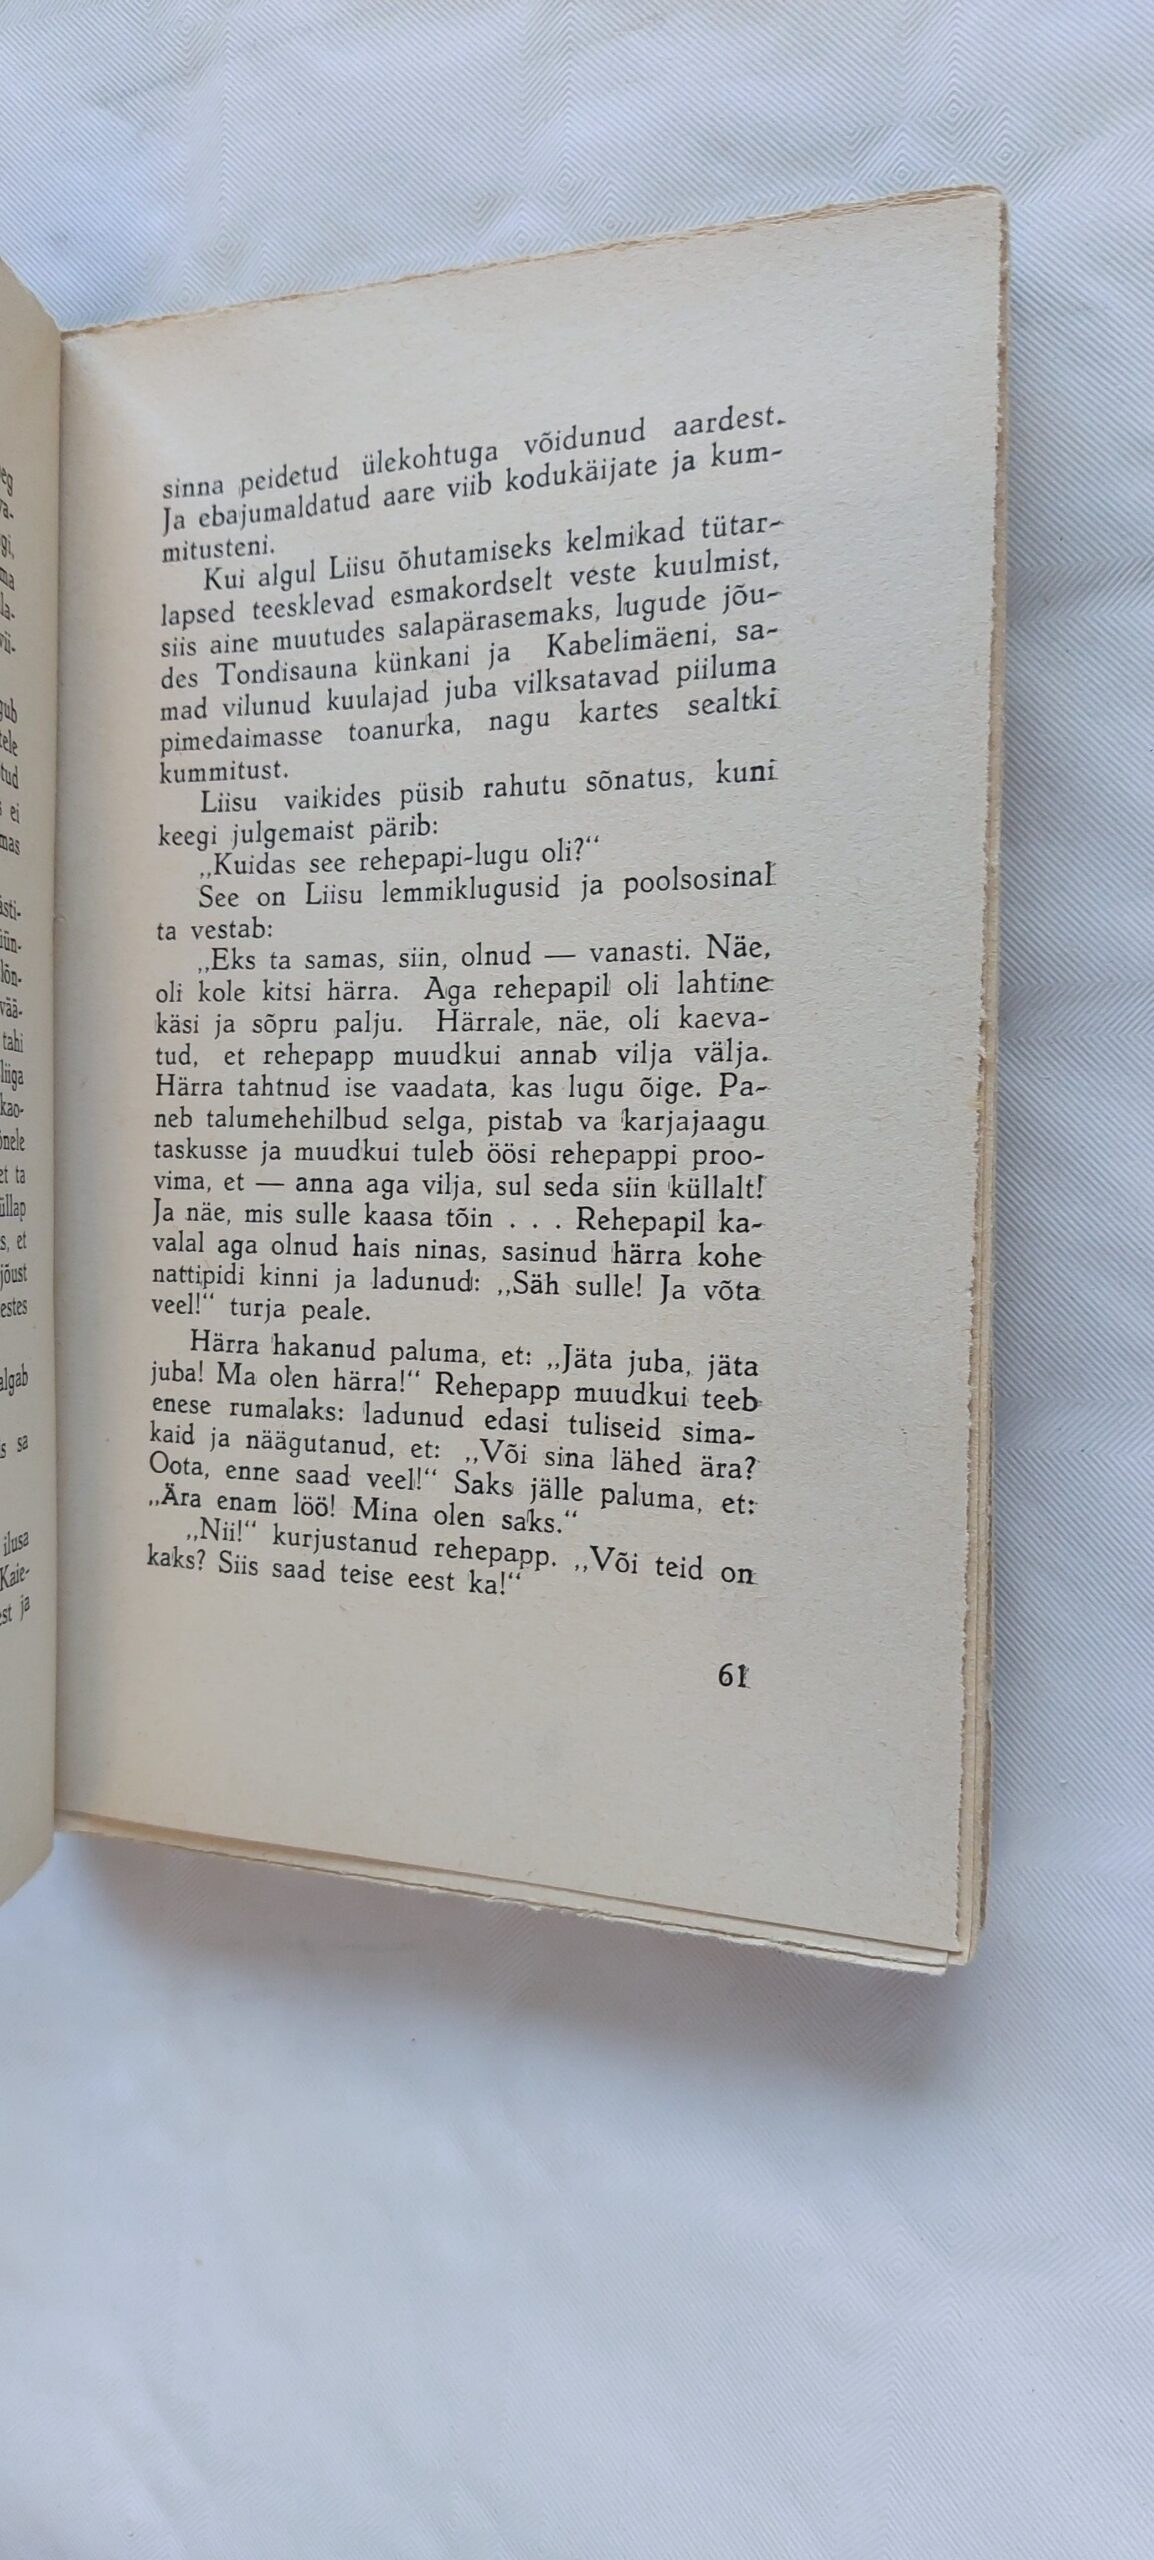 sinna peidetud ülekohtuga võidunud aardest.
Ja ebajumaldatud aare viib kodukäijate ja kum-
mitusteni.
Kui algul Liisu õhutamiseks kelmikad tütar-
lapsed teesklevad esmakordselt veste kuulmist,
siis aine muutudes salapärasemaks, lugude jõu-
des Tondisauna künkani ja Kabelimäeni, sa-
mad vilunud kuulajad juba vilksatavad piiluma
pimedaimasse toanurka, nagu kartes sealtki
kummitust.
Liisu vaikides püsib rahutu sõnatus, kuni
keegi julgemaist pärib:
„Kuidas see rehepapi-lugu oli?“
See on Liisu lemmiklugusid ja poolsosinal
ta vestab:
„Eks ta samas, siin, olnud — vanasti. Näe,
oli kole kitsi härra. Aga rehepapil oli lahtine
käsi ja sõpru palju. Härrale, näe, oli kaeva-
tud, et rehepapp muudkui annab vilja välja.
Härra tahtnud ise vaadata, kas lugu õige. Pa-
neb talumehehilbud selga, pistab va karjajaagu
taskusse ja muudkui tuleb öösi rehepappi proo-
vima, et — anna aga vilja, sul seda siin küllalt!
Ja näe, mis sulle kaasa tõin . . . Rehepapil ka-
valal aga olnud hais ninas, sasinud härra kohe
nattipidi kinni ja ladunud: „Säh sulle! Ja võta
veel!“ turja peale.
Härra hakanud paluma, et: „Jäta juba, jäta
juba! Ma olen härra!“ Rehepapp muudkui teeb
enese rumalaks: ladunud edasi tuliseid sima-
kaid ja näägutanud, et: „Või sina lähed ära?
Oota, enne saad veel!“ Saks jälle paluma, et:
„Ära enam löö! Mina olen saks.“
„Nii!“ kurjustanud rehepapp. „Või teid on
kaks? Siis saad teise eest ka!“
61